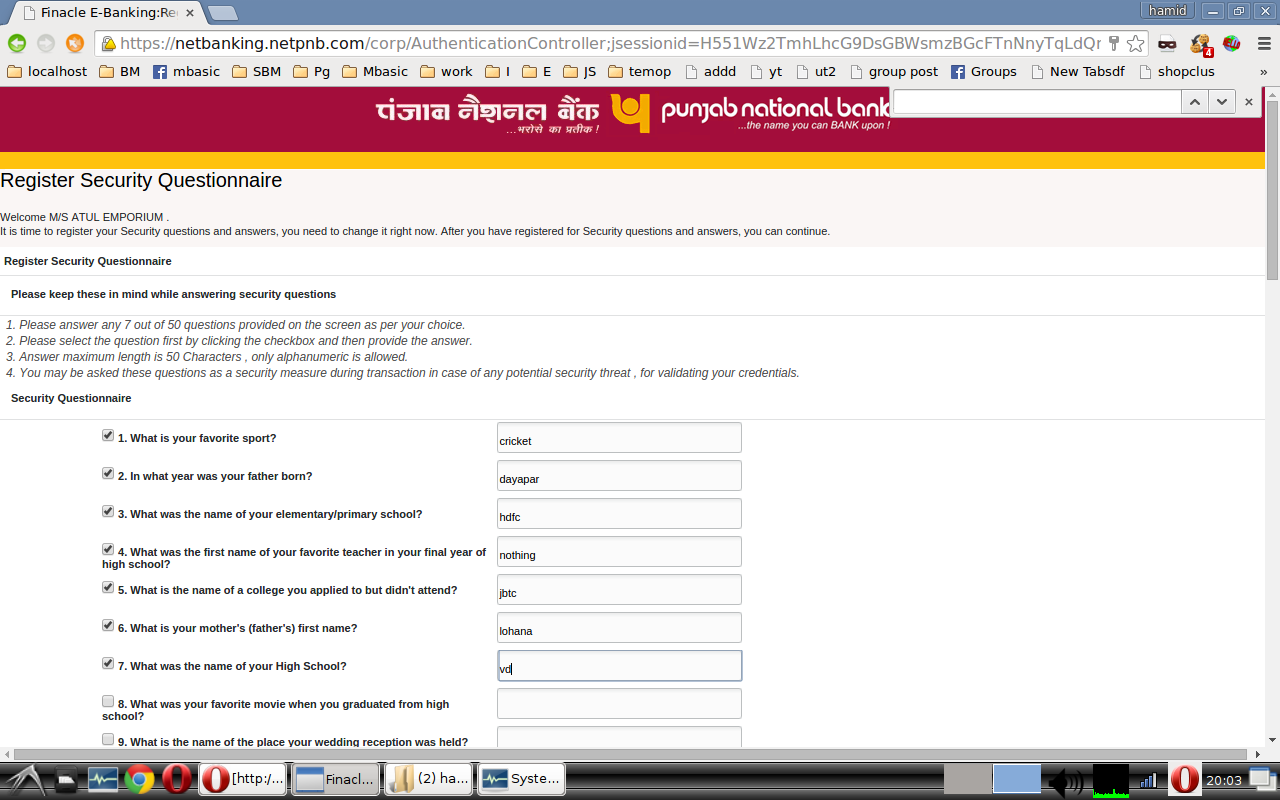 Finacle E-Banking:Re
hamid
https://netbanking.netpnb.com/corp/AuthenticationController;jsessionid=H551Wz2TmhLhcG9DsGBWsmzBGcFTnNnyTqLdQr
4
localhost BM mbasic SBM Pg Mbasic work I E JS temop addd yt ut2 group post Groups New Tabsdf shopclus »
पंजाब नैशनल बैंक punjab national bank
...भरोसे का प्रतीक ! ...the name you can BANK upon !
Register Security Questionnaire
Welcome M/S ATUL EMPORIUM .
It is time to register your Security questions and answers, you need to change it right now. After you have registered for Security questions and answers, you can continue.
Register Security Questionnaire
Please keep these in mind while answering security questions
1. Please answer any 7 out of 50 questions provided on the screen as per your choice.
2. Please select the question first by clicking the checkbox and then provide the answer.
3. Answer maximum length is 50 Characters , only alphanumeric is allowed.
4. You may be asked these questions as a security measure during transaction in case of any potential security threat , for validating your credentials.
Security Questionnaire
1. What is your favorite sport? cricket
2. In what year was your father born? dayapar
3. What was the name of your elementary/primary school? hdfc
4. What was the first name of your favorite teacher in your final year of high school? nothing
5. What is the name of a college you applied to but didn't attend? jbtc
6. What is your mother's (father's) first name? lohana
7. What was the name of your High School? vd
8. What was your favorite movie when you graduated from high school?
9. What is the name of the place your wedding reception was held?
[http:/... Finacl... (2) ha... Syste... 20:03